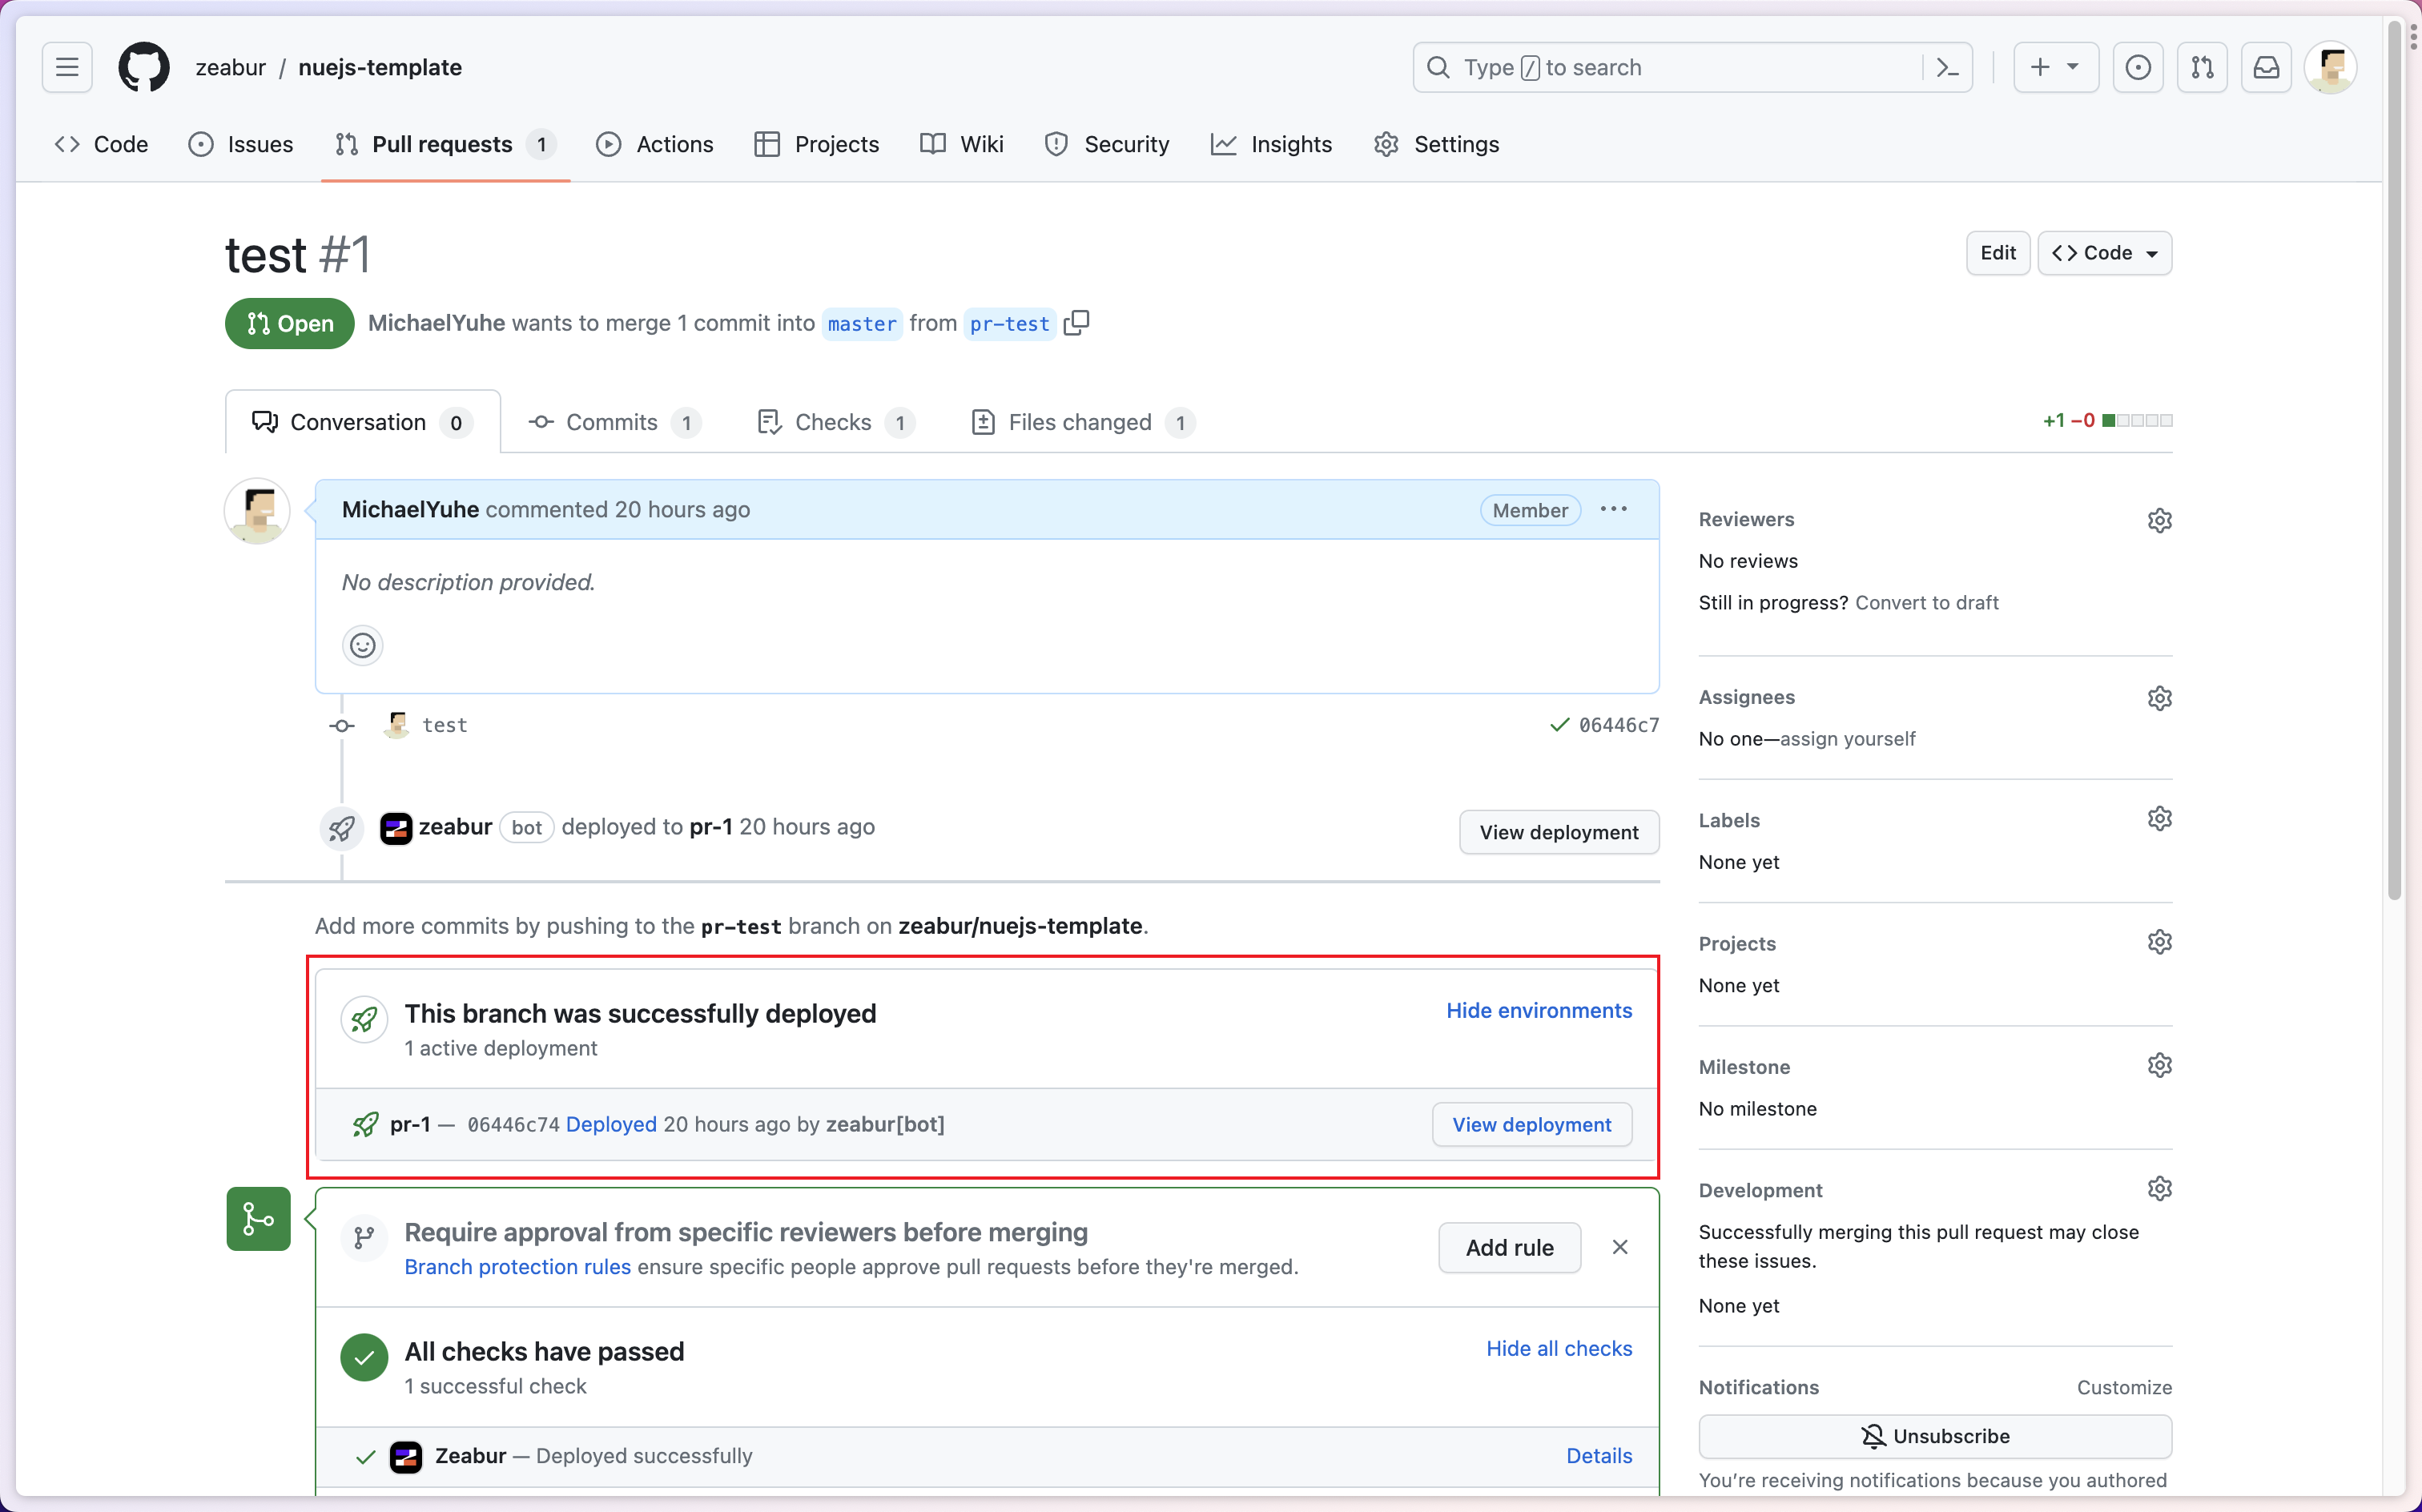 zeabur / nuejs-template
Type / to search
Code
Issues
Pull requests 1
Actions
Projects
Wiki
Security
Insights
Settings
test #1
Edit
Code
Open
MichaelYuhe wants to merge 1 commit into master from pr-test
Conversation 0
Commits 1
Checks 1
Files changed 1
+1 −0
MichaelYuhe commented 20 hours ago
Member
No description provided.
test
06446c7
zeabur bot deployed to pr-1 20 hours ago
View deployment
Add more commits by pushing to the pr-test branch on zeabur/nuejs-template.
This branch was successfully deployed
Hide environments
1 active deployment
pr-1 — 06446c74 Deployed 20 hours ago by zeabur[bot]
View deployment
Require approval from specific reviewers before merging
Branch protection rules ensure specific people approve pull requests before they're merged.
Add rule
All checks have passed
Hide all checks
1 successful check
Zeabur — Deployed successfully
Details
Reviewers
No reviews
Still in progress? Convert to draft
Assignees
No one—assign yourself
Labels
None yet
Projects
None yet
Milestone
No milestone
Development
Successfully merging this pull request may close
these issues.
None yet
Notifications
Customize
Unsubscribe
You’re receiving notifications because you authored